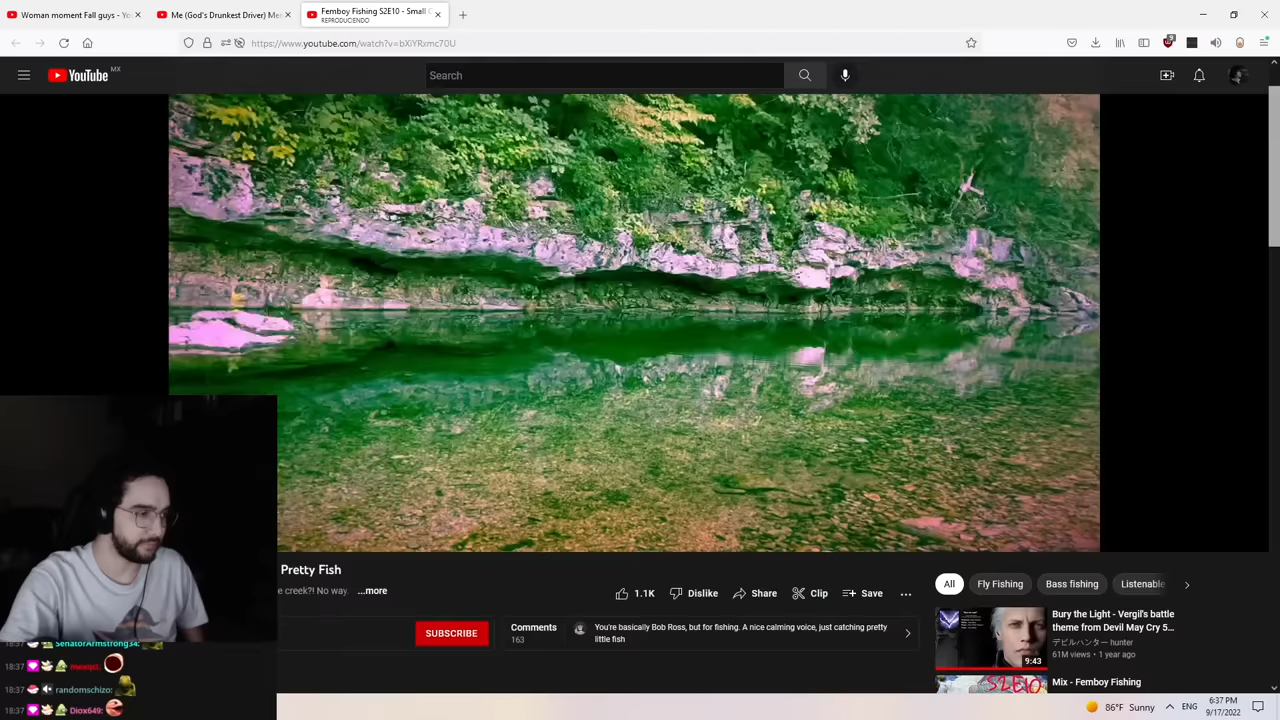 Woman moment Fall guys - You
Me (God's Drunkest Driver) Me
Femboy Fishing S2E10 - Small C
REPRODUCIENDO
https://www.youtube.com/watch?v=bXiYRxmc70U
YouTube MX
Search
Pretty Fish
e creek?! No way. ...more
1.1K
Dislike
Share
Clip
Save
SUBSCRIBE
Comments
163
You're basically Bob Ross, but for fishing. A nice calming voice, just catching pretty
little fish
All
Fly Fishing
Bass fishing
Listenable
Bury the Light - Vergil's battle
theme from Devil May Cry 5...
デビルハンター hunter
61M views • 1 year ago
9:43
Mix - Femboy Fishing
S2E10
18:37 SenatorArmstrong34:
18:37
18:37 randomschizo:
18:37 Diox649:
86°F Sunny
ENG
6:37 PM
9/17/2022